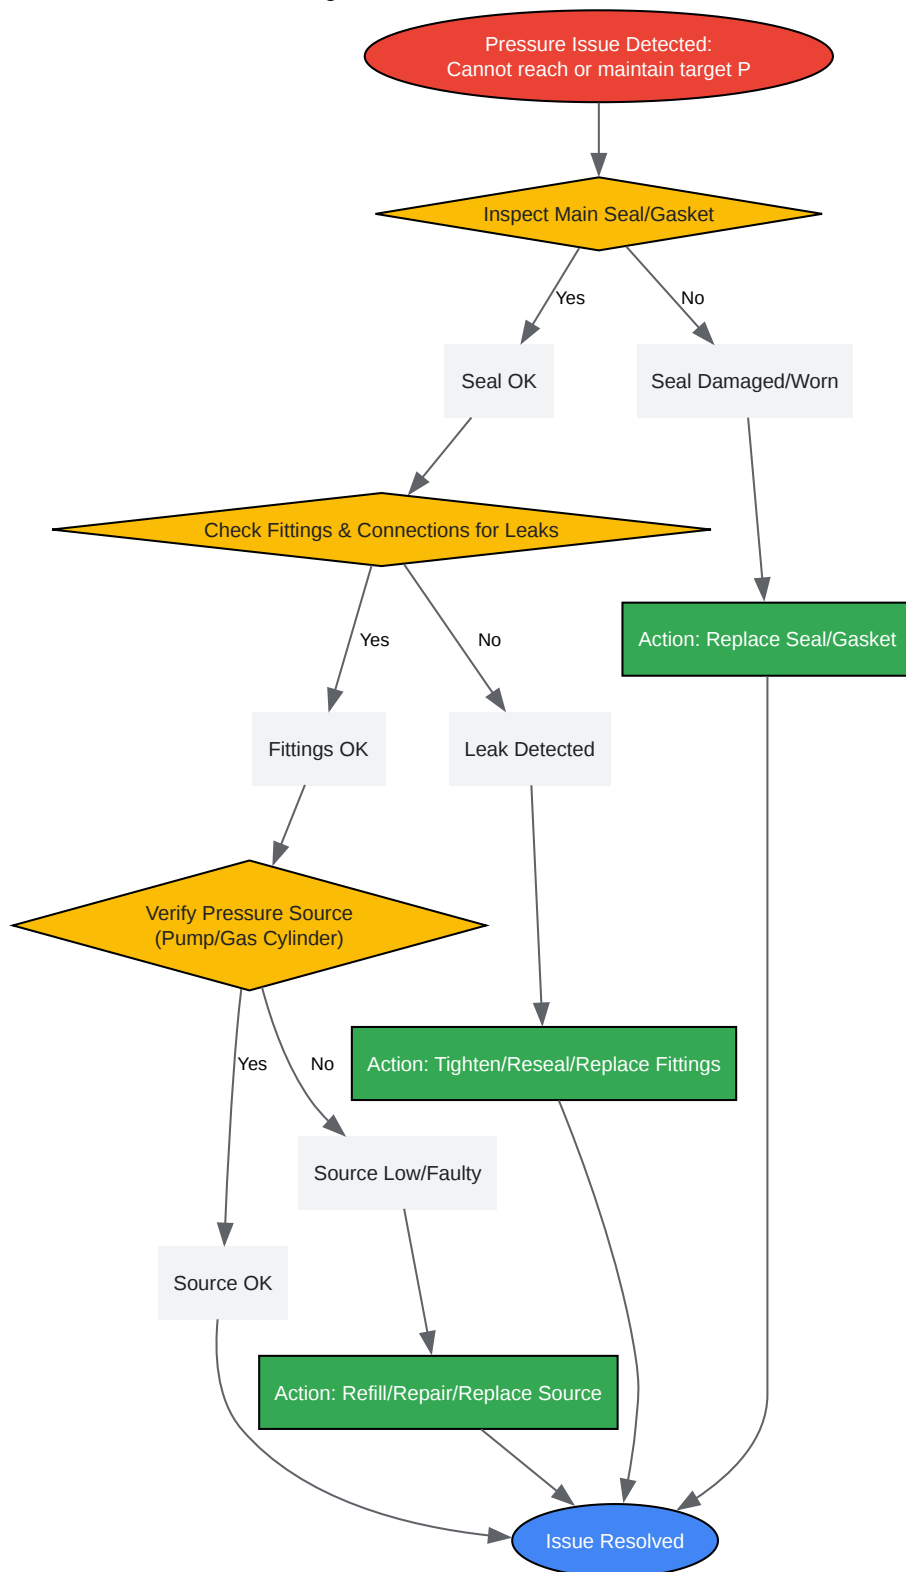 Pressure Issue Detected:
Cannot reach or maintain target P
Inspect Main Seal/Gasket
Yes
No
Seal OK
Seal Damaged/Worn
Check Fittings & Connections for Leaks
Action: Replace Seal/Gasket
Yes
No
Fittings OK
Leak Detected
Verify Pressure Source
(Pump/Gas Cylinder)
Yes
No
Action: Tighten/Reseal/Replace Fittings
Source Low/Faulty
Source OK
Action: Refill/Repair/Replace Source
Issue Resolved